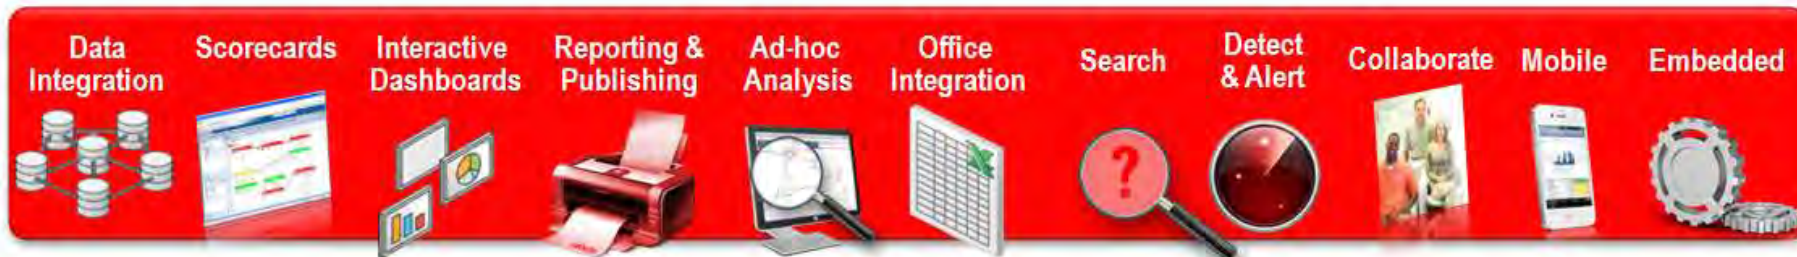 Data
Integration
Scorecards
Interactive
Dashboards
Reporting &
Publishing
Ad-hoc
Analysis
Office
Integration
Search
Detect
& Alert
Collaborate
Mobile
Embedded
?